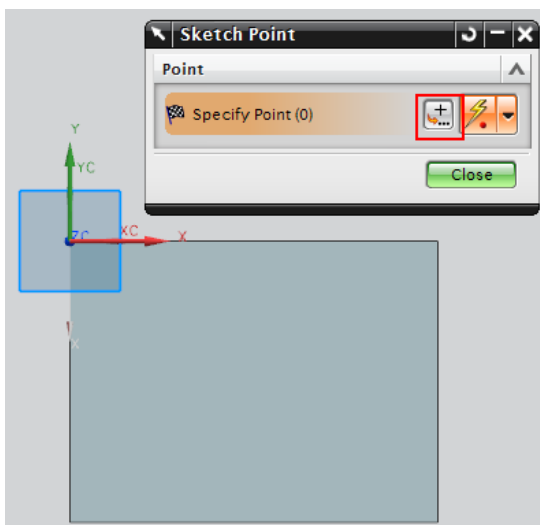 Sketch Point
Point
Specify Point (0)
Close
Y
YC
ZC
XC
X
X